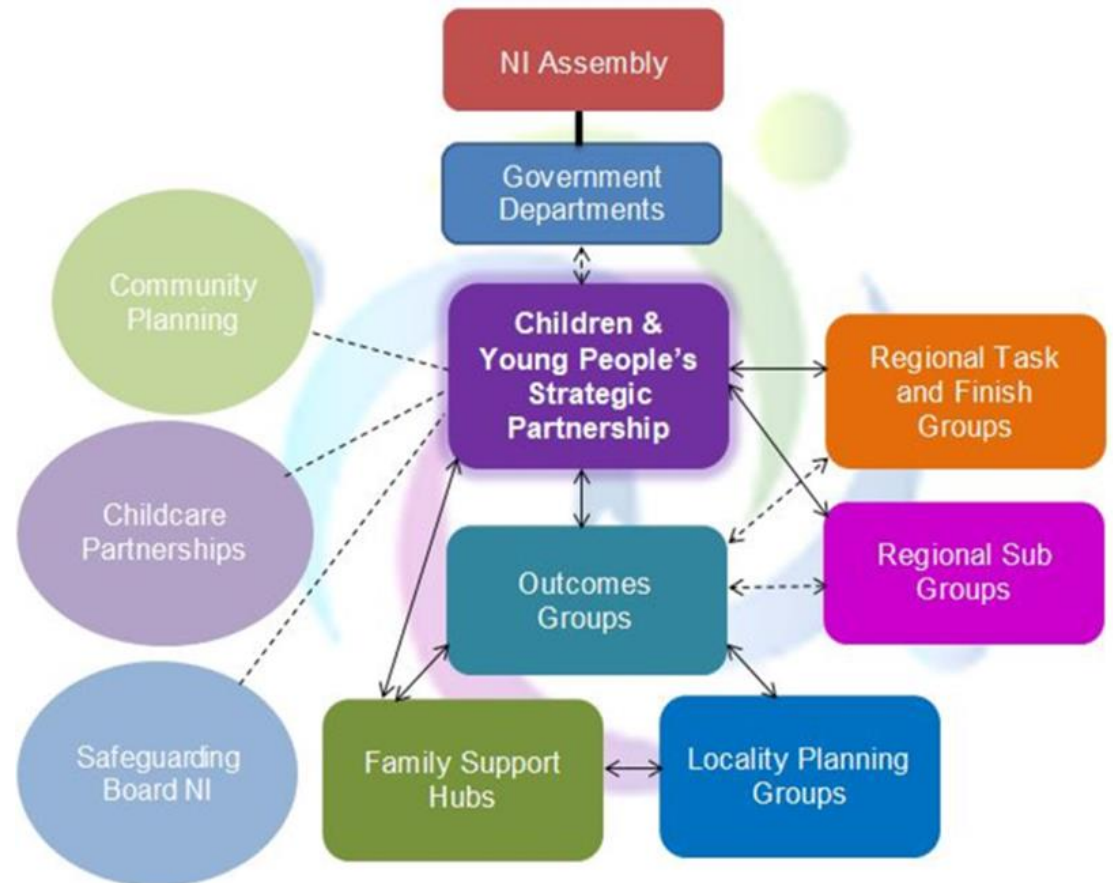 NI Assembly
Government
Departments
Community
Planning
Children &
Young People's
Strategic
Partnership
Regional Task
and Finish
Groups
Childcare
Partnerships
Outcomes
Groups
Regional Sub
Groups
Safeguarding
Board NI
Family Support
Hubs
Locality Planning
Groups